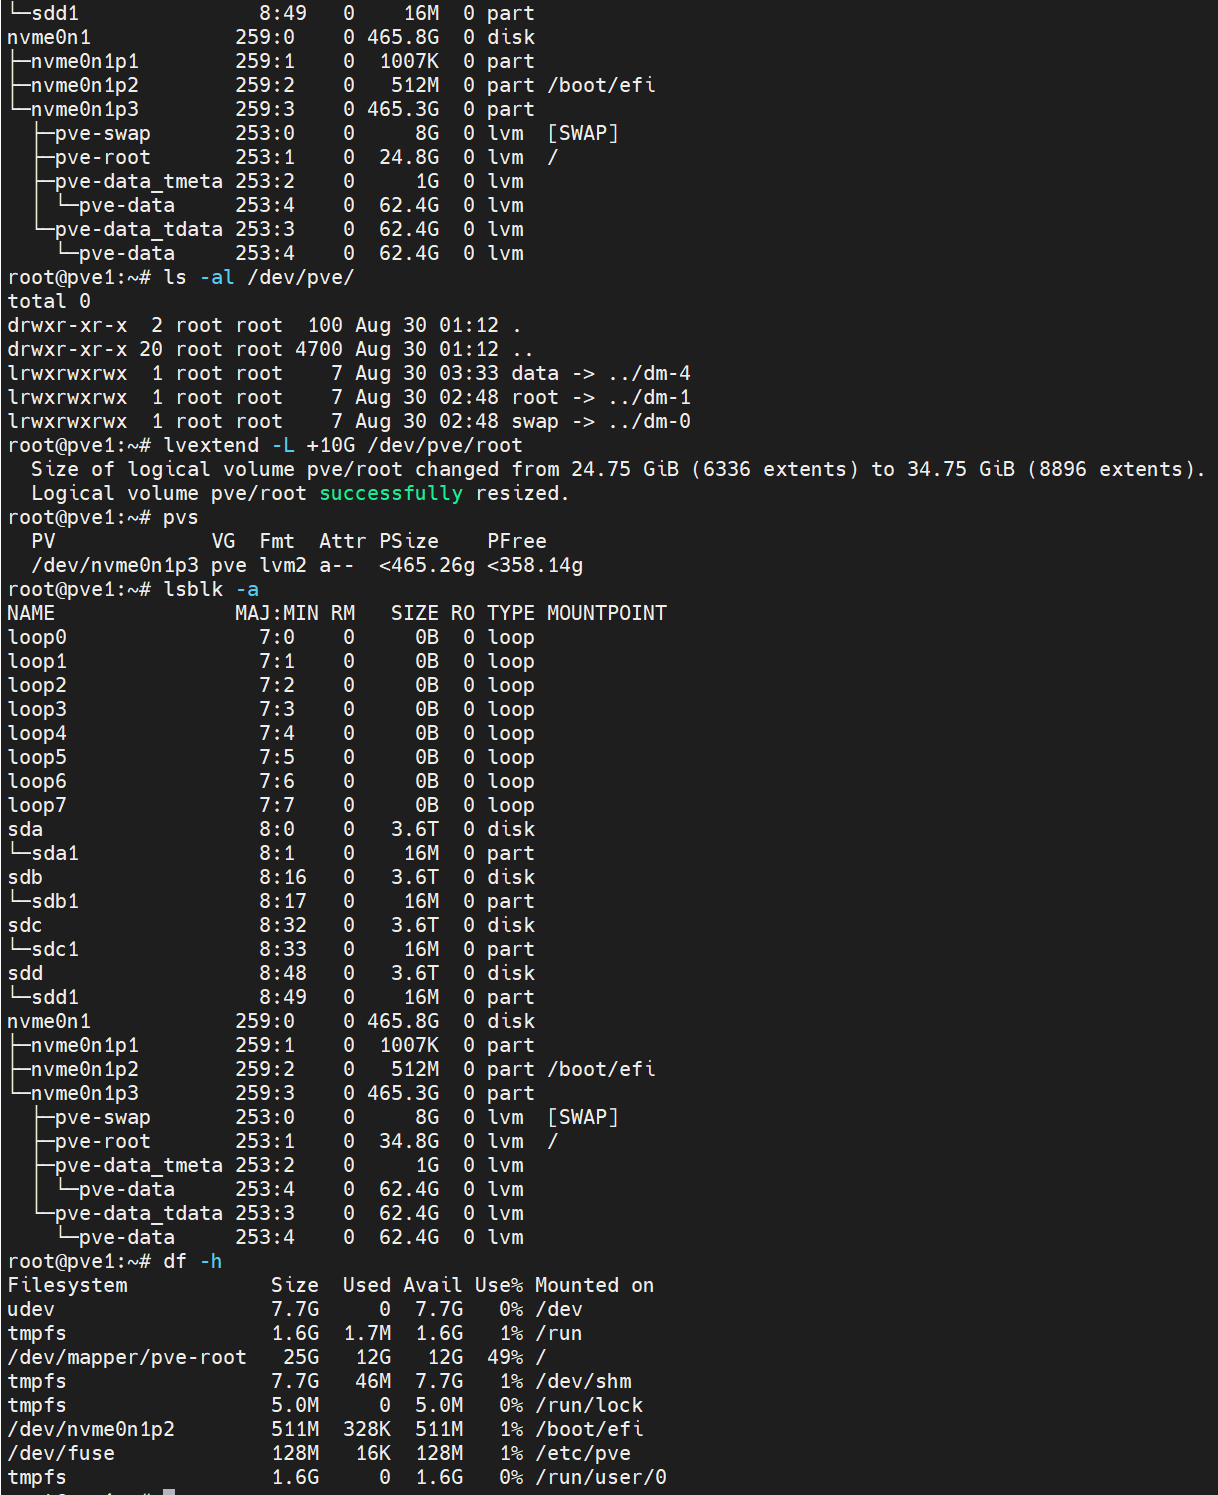 └─sdd1               8:49   0    16M  0 part
nvme0n1            259:0    0 465.8G  0 disk
├─nvme0n1p1        259:1    0  1007K  0 part
├─nvme0n1p2        259:2    0   512M  0 part /boot/efi
└─nvme0n1p3        259:3    0 465.3G  0 part
  ├─pve-swap       253:0    0     8G  0 lvm  [SWAP]
  ├─pve-root       253:1    0  24.8G  0 lvm  /
  ├─pve-data_tmeta 253:2    0     1G  0 lvm
  │ └─pve-data     253:4    0  62.4G  0 lvm
  └─pve-data_tdata 253:3    0  62.4G  0 lvm
    └─pve-data     253:4    0  62.4G  0 lvm
root@pve1:~# ls -al /dev/pve/
total 0
drwxr-xr-x  2 root root  100 Aug 30 01:12 .
drwxr-xr-x 20 root root 4700 Aug 30 01:12 ..
lrwxrwxrwx  1 root root    7 Aug 30 03:33 data -> ../dm-4
lrwxrwxrwx  1 root root    7 Aug 30 02:48 root -> ../dm-1
lrwxrwxrwx  1 root root    7 Aug 30 02:48 swap -> ../dm-0
root@pve1:~# lvextend -L +10G /dev/pve/root
  Size of logical volume pve/root changed from 24.75 GiB (6336 extents) to 34.75 GiB (8896 extents).
  Logical volume pve/root successfully resized.
root@pve1:~# pvs
  PV             VG  Fmt  Attr PSize    PFree
  /dev/nvme0n1p3 pve lvm2 a--  <465.26g <358.14g
root@pve1:~# lsblk -a
NAME               MAJ:MIN RM   SIZE RO TYPE MOUNTPOINT
loop0                7:0    0     0B  0 loop
loop1                7:1    0     0B  0 loop
loop2                7:2    0     0B  0 loop
loop3                7:3    0     0B  0 loop
loop4                7:4    0     0B  0 loop
loop5                7:5    0     0B  0 loop
loop6                7:6    0     0B  0 loop
loop7                7:7    0     0B  0 loop
sda                  8:0    0   3.6T  0 disk
└─sda1               8:1    0    16M  0 part
sdb                  8:16   0   3.6T  0 disk
└─sdb1               8:17   0    16M  0 part
sdc                  8:32   0   3.6T  0 disk
└─sdc1               8:33   0    16M  0 part
sdd                  8:48   0   3.6T  0 disk
└─sdd1               8:49   0    16M  0 part
nvme0n1            259:0    0 465.8G  0 disk
├─nvme0n1p1        259:1    0  1007K  0 part
├─nvme0n1p2        259:2    0   512M  0 part /boot/efi
└─nvme0n1p3        259:3    0 465.3G  0 part
  ├─pve-swap       253:0    0     8G  0 lvm  [SWAP]
  ├─pve-root       253:1    0  34.8G  0 lvm  /
  ├─pve-data_tmeta 253:2    0     1G  0 lvm
  │ └─pve-data     253:4    0  62.4G  0 lvm
  └─pve-data_tdata 253:3    0  62.4G  0 lvm
    └─pve-data     253:4    0  62.4G  0 lvm
root@pve1:~# df -h
Filesystem            Size  Used Avail Use% Mounted on
udev                  7.7G     0  7.7G   0% /dev
tmpfs                 1.6G  1.7M  1.6G   1% /run
/dev/mapper/pve-root   25G   12G   12G  49% /
tmpfs                 7.7G   46M  7.7G   1% /dev/shm
tmpfs                 5.0M     0  5.0M   0% /run/lock
/dev/nvme0n1p2        511M  328K  511M   1% /boot/efi
/dev/fuse             128M   16K  128M   1% /etc/pve
tmpfs                 1.6G     0  1.6G   0% /run/user/0